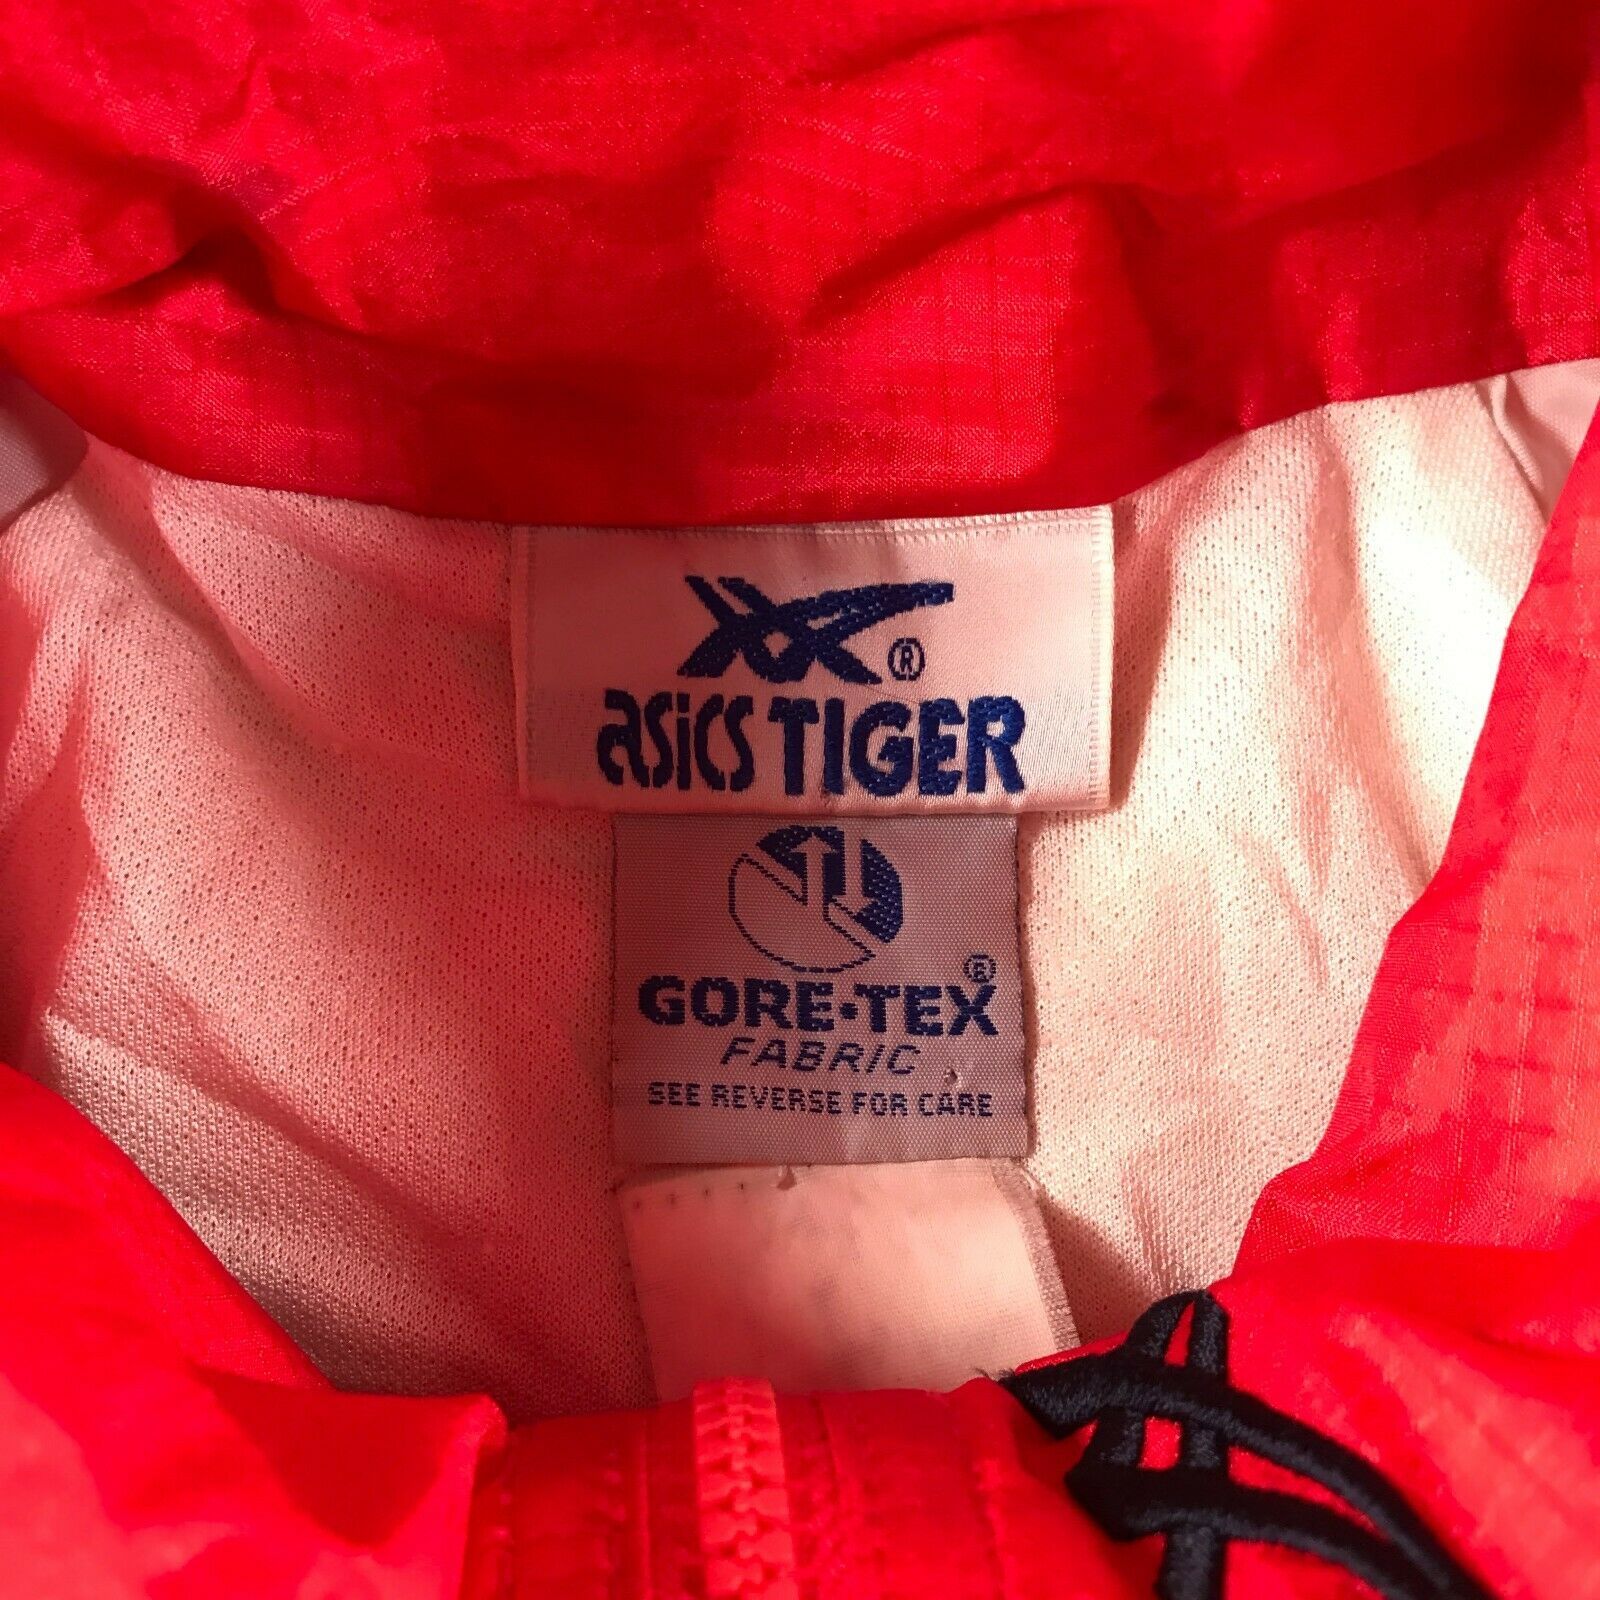 ®
asics TIGER
GORE-TEX®
FABRIC
SEE REVERSE FOR CARE